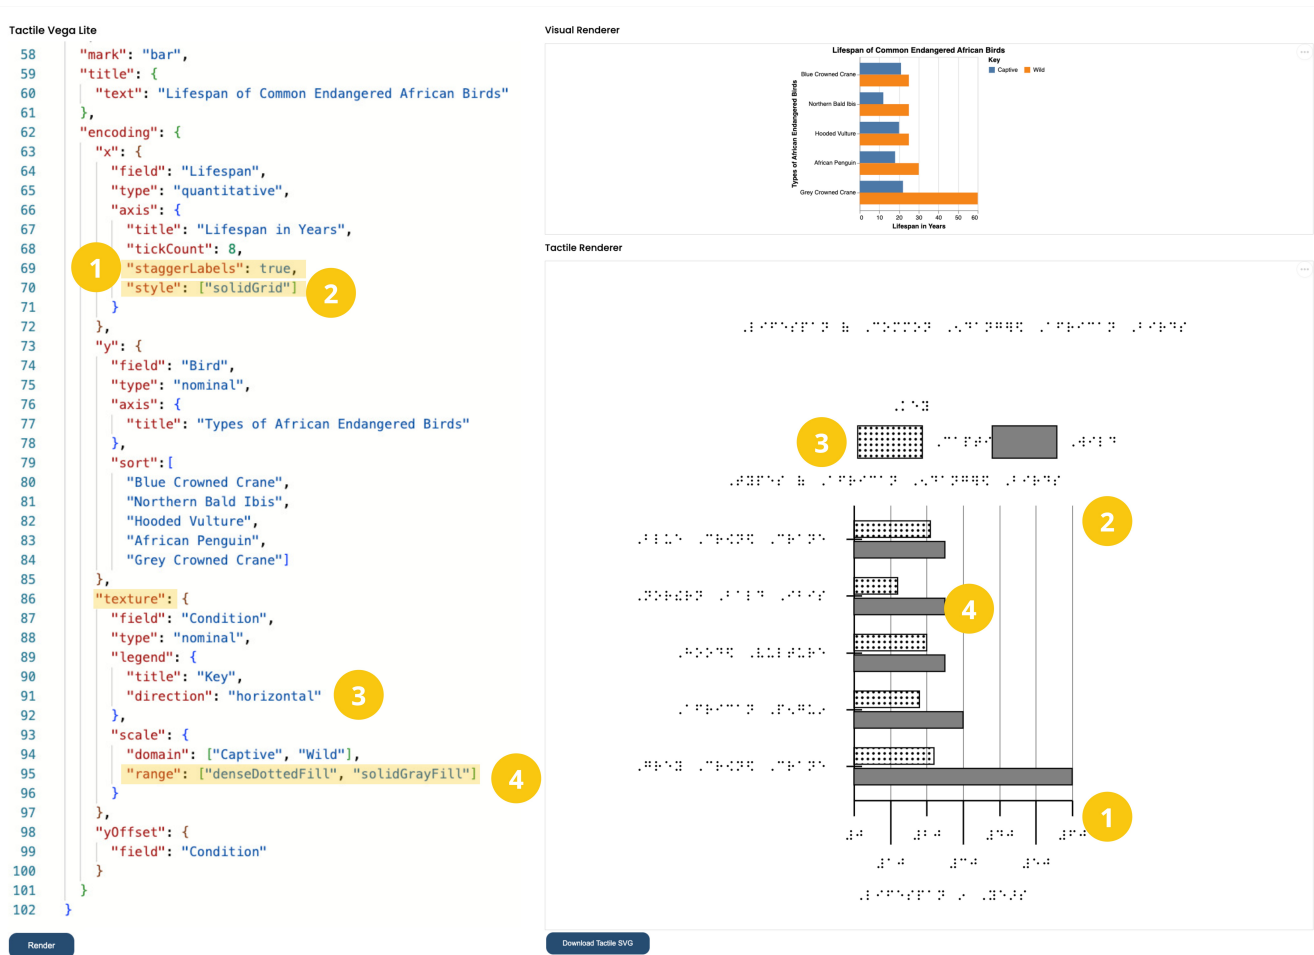 Tactile Vega Lite
58 "mark": "bar",
59 "title": {
60 "text": "Lifespan of Common Endangered African Birds"
61 },
62 "encoding": {
63 "x": {
64 "field": "Lifespan",
65 "type": "quantitative",
66 "axis": {
67 "title": "Lifespan in Years",
68 "tickCount": 8,
69 "staggerLabels": true,
70 "style": ["solidGrid"]
71 }
72 },
73 "y": {
74 "field": "Bird",
75 "type": "nominal",
76 "axis": {
77 "title": "Types of African Endangered Birds"
78 },
79 "sort":[
80 "Blue Crowned Crane",
81 "Northern Bald Ibis",
82 "Hooded Vulture",
83 "African Penguin",
84 "Grey Crowned Crane"]
85 },
86 "texture": {
87 "field": "Condition",
88 "type": "nominal",
89 "legend": {
90 "title": "Key",
91 "direction": "horizontal"
92 },
93 "scale": {
94 "domain": ["Captive", "Wild"],
95 "range": ["denseDottedFill", "solidGrayFill"]
96 }
97 },
98 "yOffset": {
99 "field": "Condition"
100 }
101 }
102 }
1
2
3
4
Render
Visual Renderer
Lifespan of Common Endangered African Birds
Key
Captive Wild
Types of African Endangered Birds
Blue Crowned Crane
Northern Bald Ibis
Hooded Vulture
African Penguin
Grey Crowned Crane
0 10 20 30 40 50 60
Lifespan in Years
Tactile Renderer
3
2
4
1
Download Tactile SVG